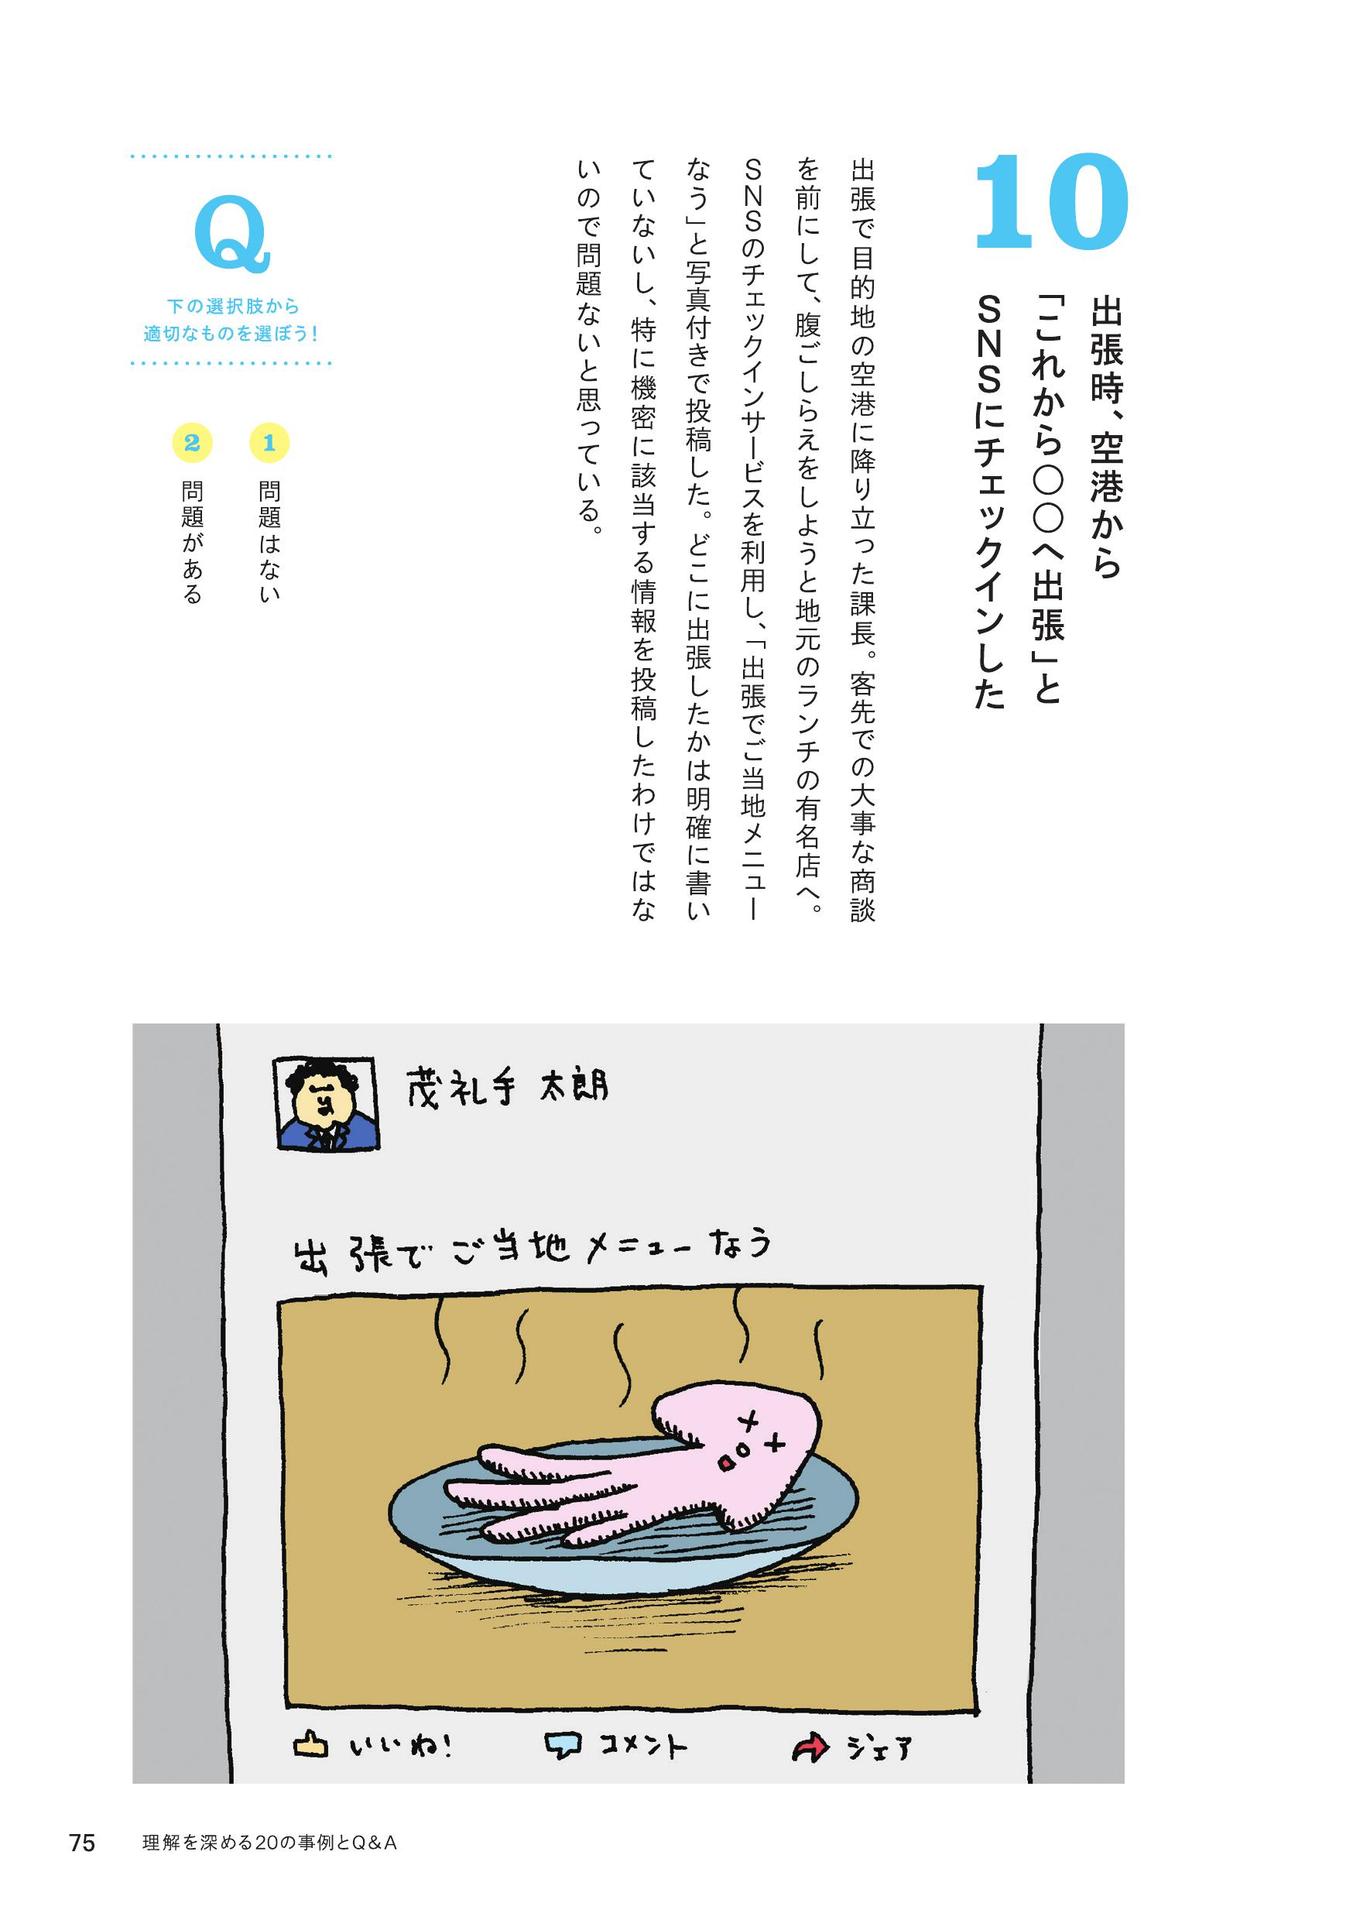 10
出張時、空港から
「これから〇〇へ出張」と
SNSにチェックインした
出張で目的地の空港に降り立った課長。客先での大事な商談
を前にして、腹ごしらえをしようと地元のランチの有名店へ。
SNSのチェックインサービスを利用し、「出張でご当地メニュー
なう」と写真付きで投稿した。どこに出張したかは明確に書い
ていないし、特に機密に該当する情報を投稿したわけではな
いので問題ないと思っている。
Q
下の選択肢から
適切なものを選ぼう！
1 問題はない
2 問題がある
茂礼手 太朗
出張でご当地メニューなう
いいね！
コメント
シェア
75 理解を深める20の事例とQ&A